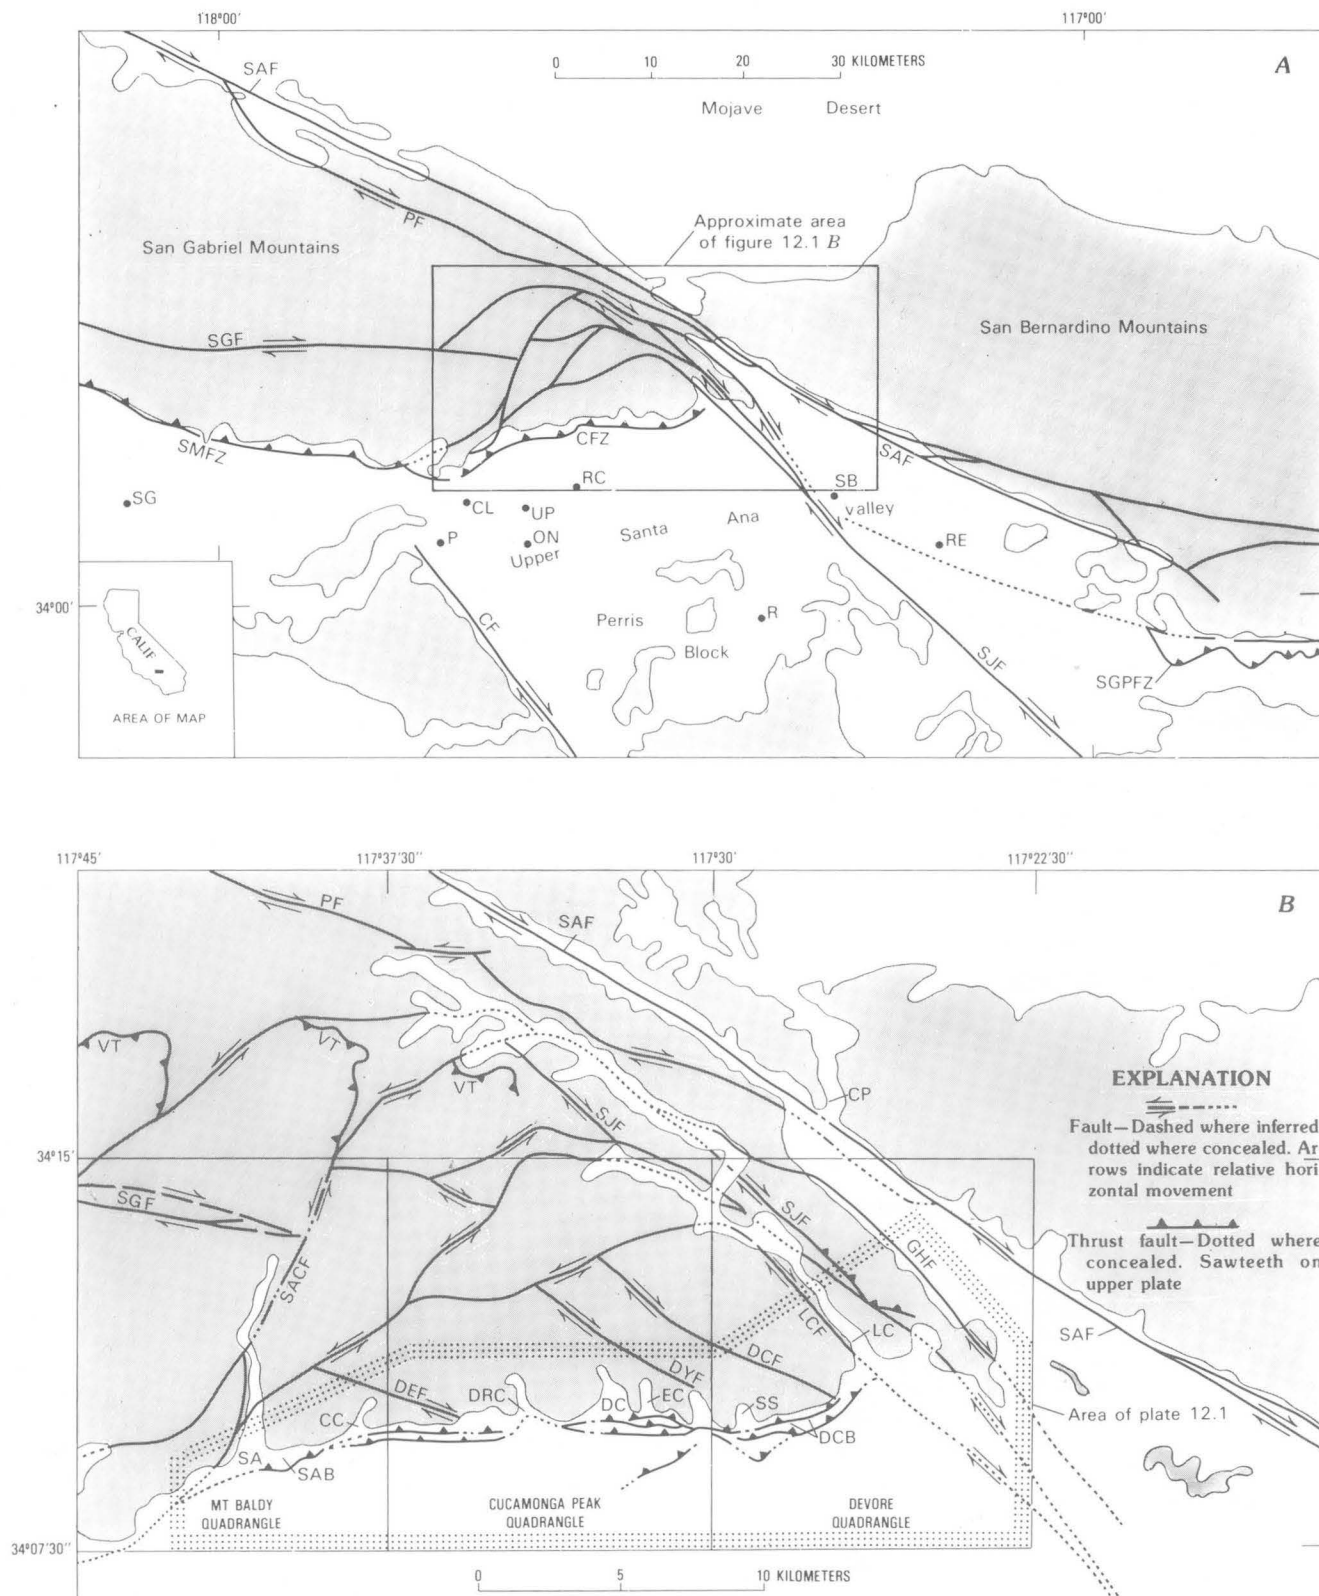 118°00'
117°00'
A
SAF
0 10 20 30 KILOMETERS
Mojave Desert
PF
Approximate area
of figure 12.1 B
San Gabriel Mountains
San Bernardino Mountains
SGF
SMFZ
CFZ
SAF
RC
SB
SG
CL
UP
valley
P
ON
Upper Santa Ana
RE
34°00'
CF
Perris
Block
R
SJF
SGPFZ
CALIF
AREA OF MAP
117°45'
117°37'30"
117°30'
117°22'30"
B
PF
SAF
VT
VT
VT
CP
SJF
EXPLANATION
Fault—Dashed where inferred
dotted where concealed. Ar
rows indicate relative hori
zontal movement
34°15'
SGF
SJF
GHF
Thrust fault—Dotted where
concealed. Sawteeth on
upper plate
SACF
LCF
LC
SAF
DCF
DYF
DEF
DRC
DC
EC
SS
CC
DCB
Area of plate 12.1
SA
SAB
MT BALDY
QUADRANGLE
CUCAMONGA PEAK
QUADRANGLE
DEVORE
QUADRANGLE
34°07'30"
0 5 10 KILOMETERS